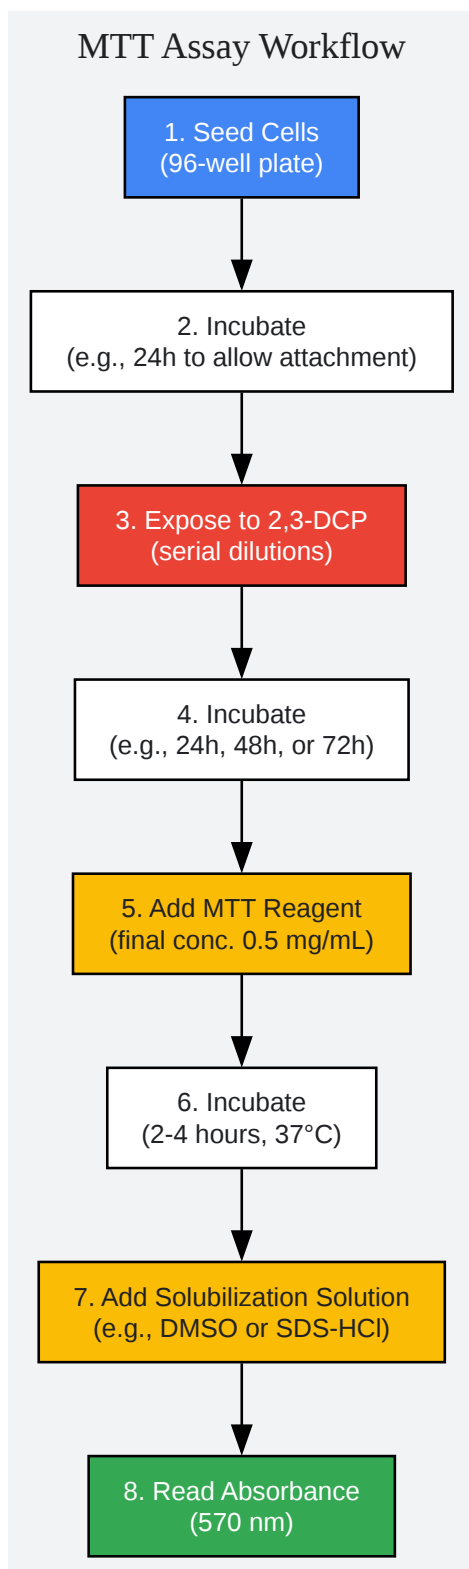 MTT Assay Workflow
1. Seed Cells
(96-well plate)
2. Incubate
(e.g., 24h to allow attachment)
3. Expose to 2,3-DCP
(serial dilutions)
4. Incubate
(e.g., 24h, 48h, or 72h)
5. Add MTT Reagent
(final conc. 0.5 mg/mL)
6. Incubate
(2-4 hours, 37°C)
7. Add Solubilization Solution
(e.g., DMSO or SDS-HCl)
8. Read Absorbance
(570 nm)